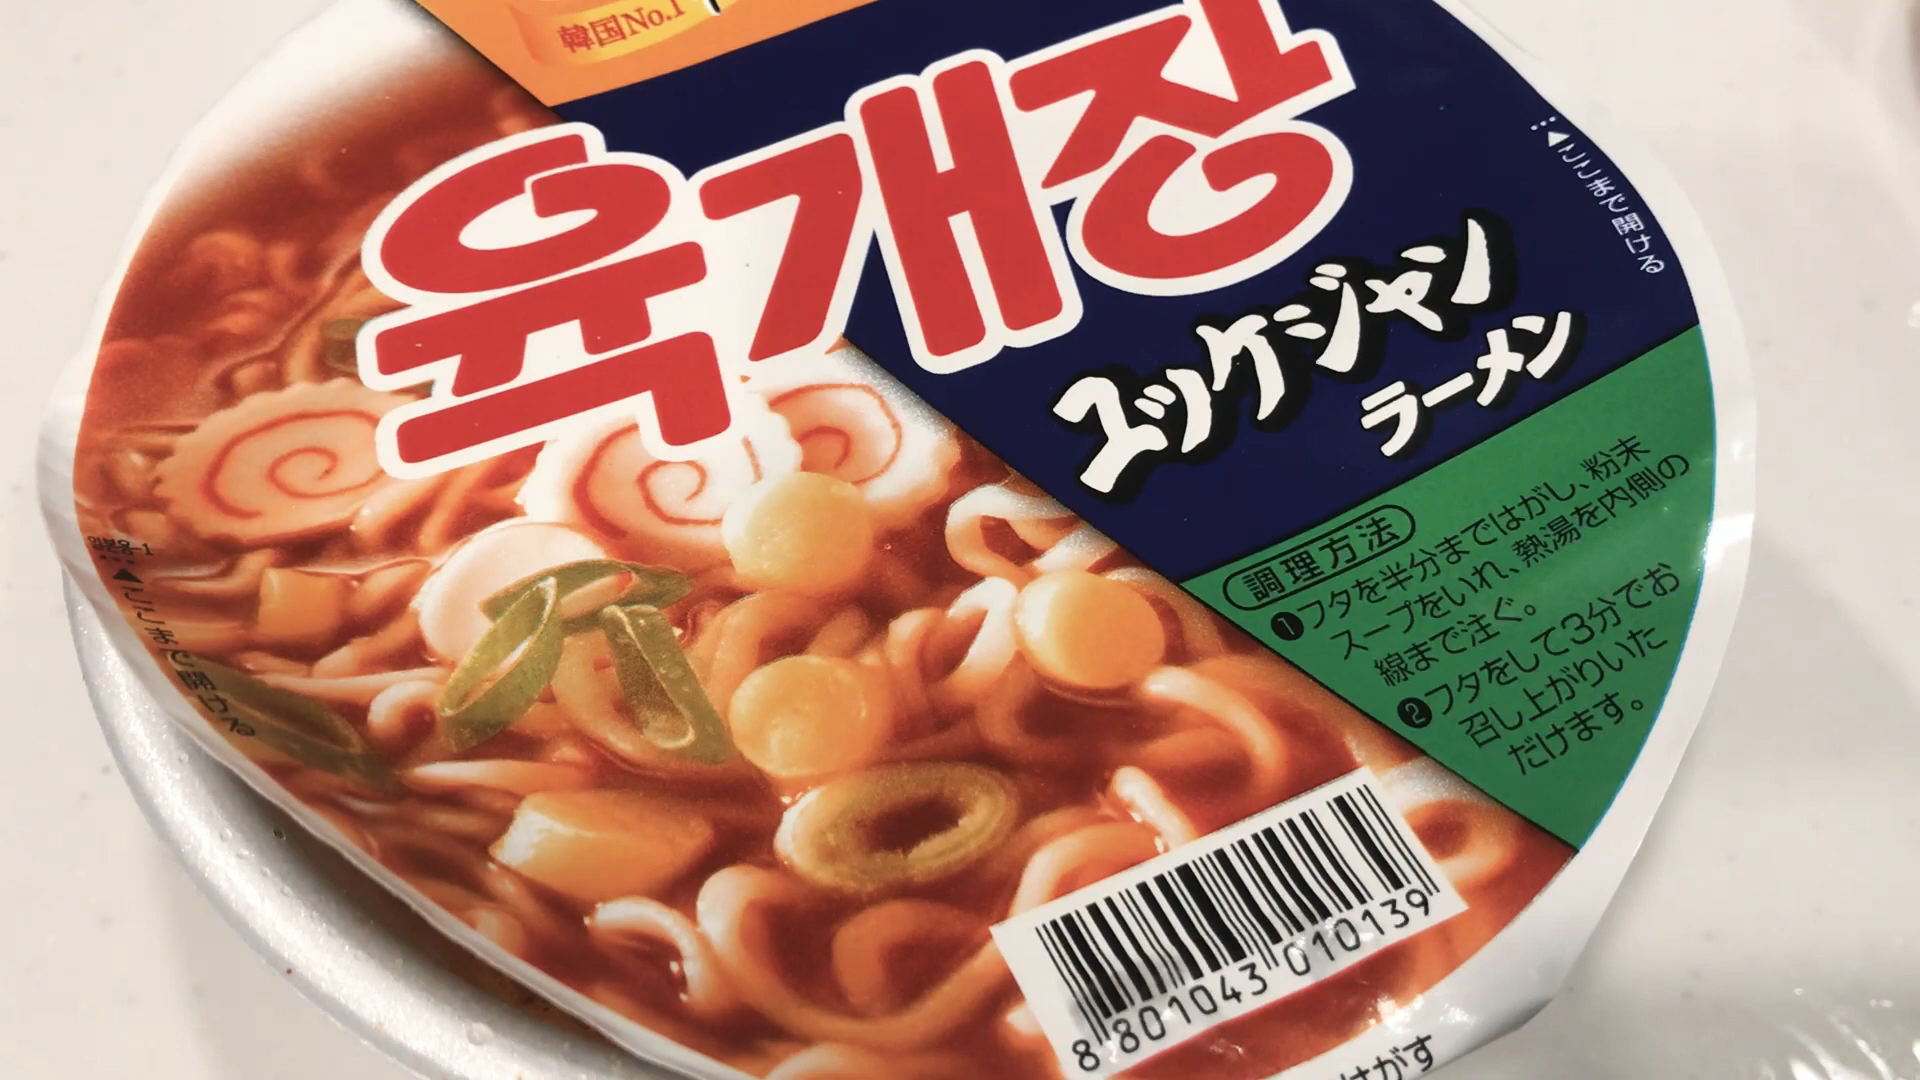 韓国No.1
육개장
ユッケジャン
ラーメン
ここまで開ける
調理方法
❶フタを半分まではがし、粉末
スープをいれ、熱湯を内側の
線まで注ぐ。
❷フタをして3分でお
召し上がりいた
だけます。
일본용-1
ここまで開ける
8 801043 010139
はがす